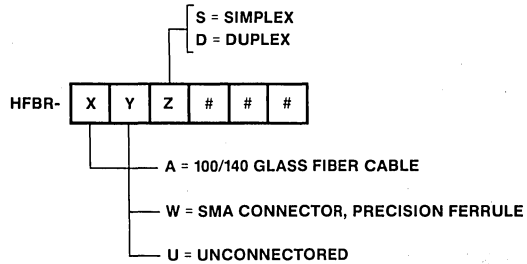 S = SIMPLEX
D = DUPLEX
HFBR- X Y Z # # #
A = 100/140 GLASS FIBER CABLE
W = SMA CONNECTOR, PRECISION FERRULE
U = UNCONNECTORED